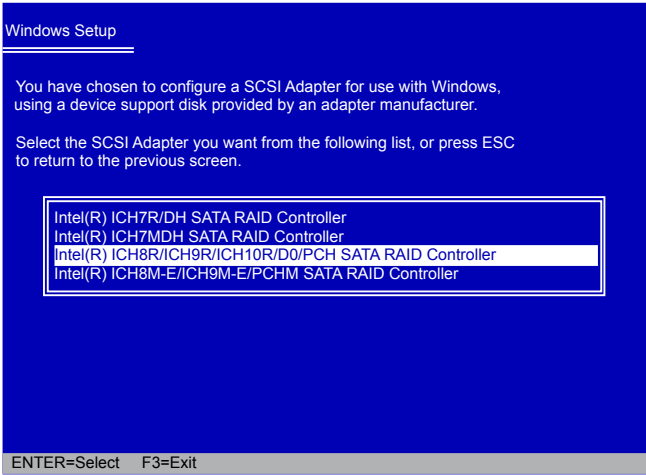 Windows Setup
You have chosen to configure a SCSI Adapter for use with Windows,
using a device support disk provided by an adapter manufacturer.
Select the SCSI Adapter you want from the following list, or press ESC
to return to the previous screen.
Intel(R) ICH7R/DH SATA RAID Controller
Intel(R) ICH7MDH SATA RAID Controller
Intel(R) ICH8R/ICH9R/ICH10R/D0/PCH SATA RAID Controller
Intel(R) ICH8M-E/ICH9M-E/PCHM SATA RAID Controller
ENTER=Select F3=Exit